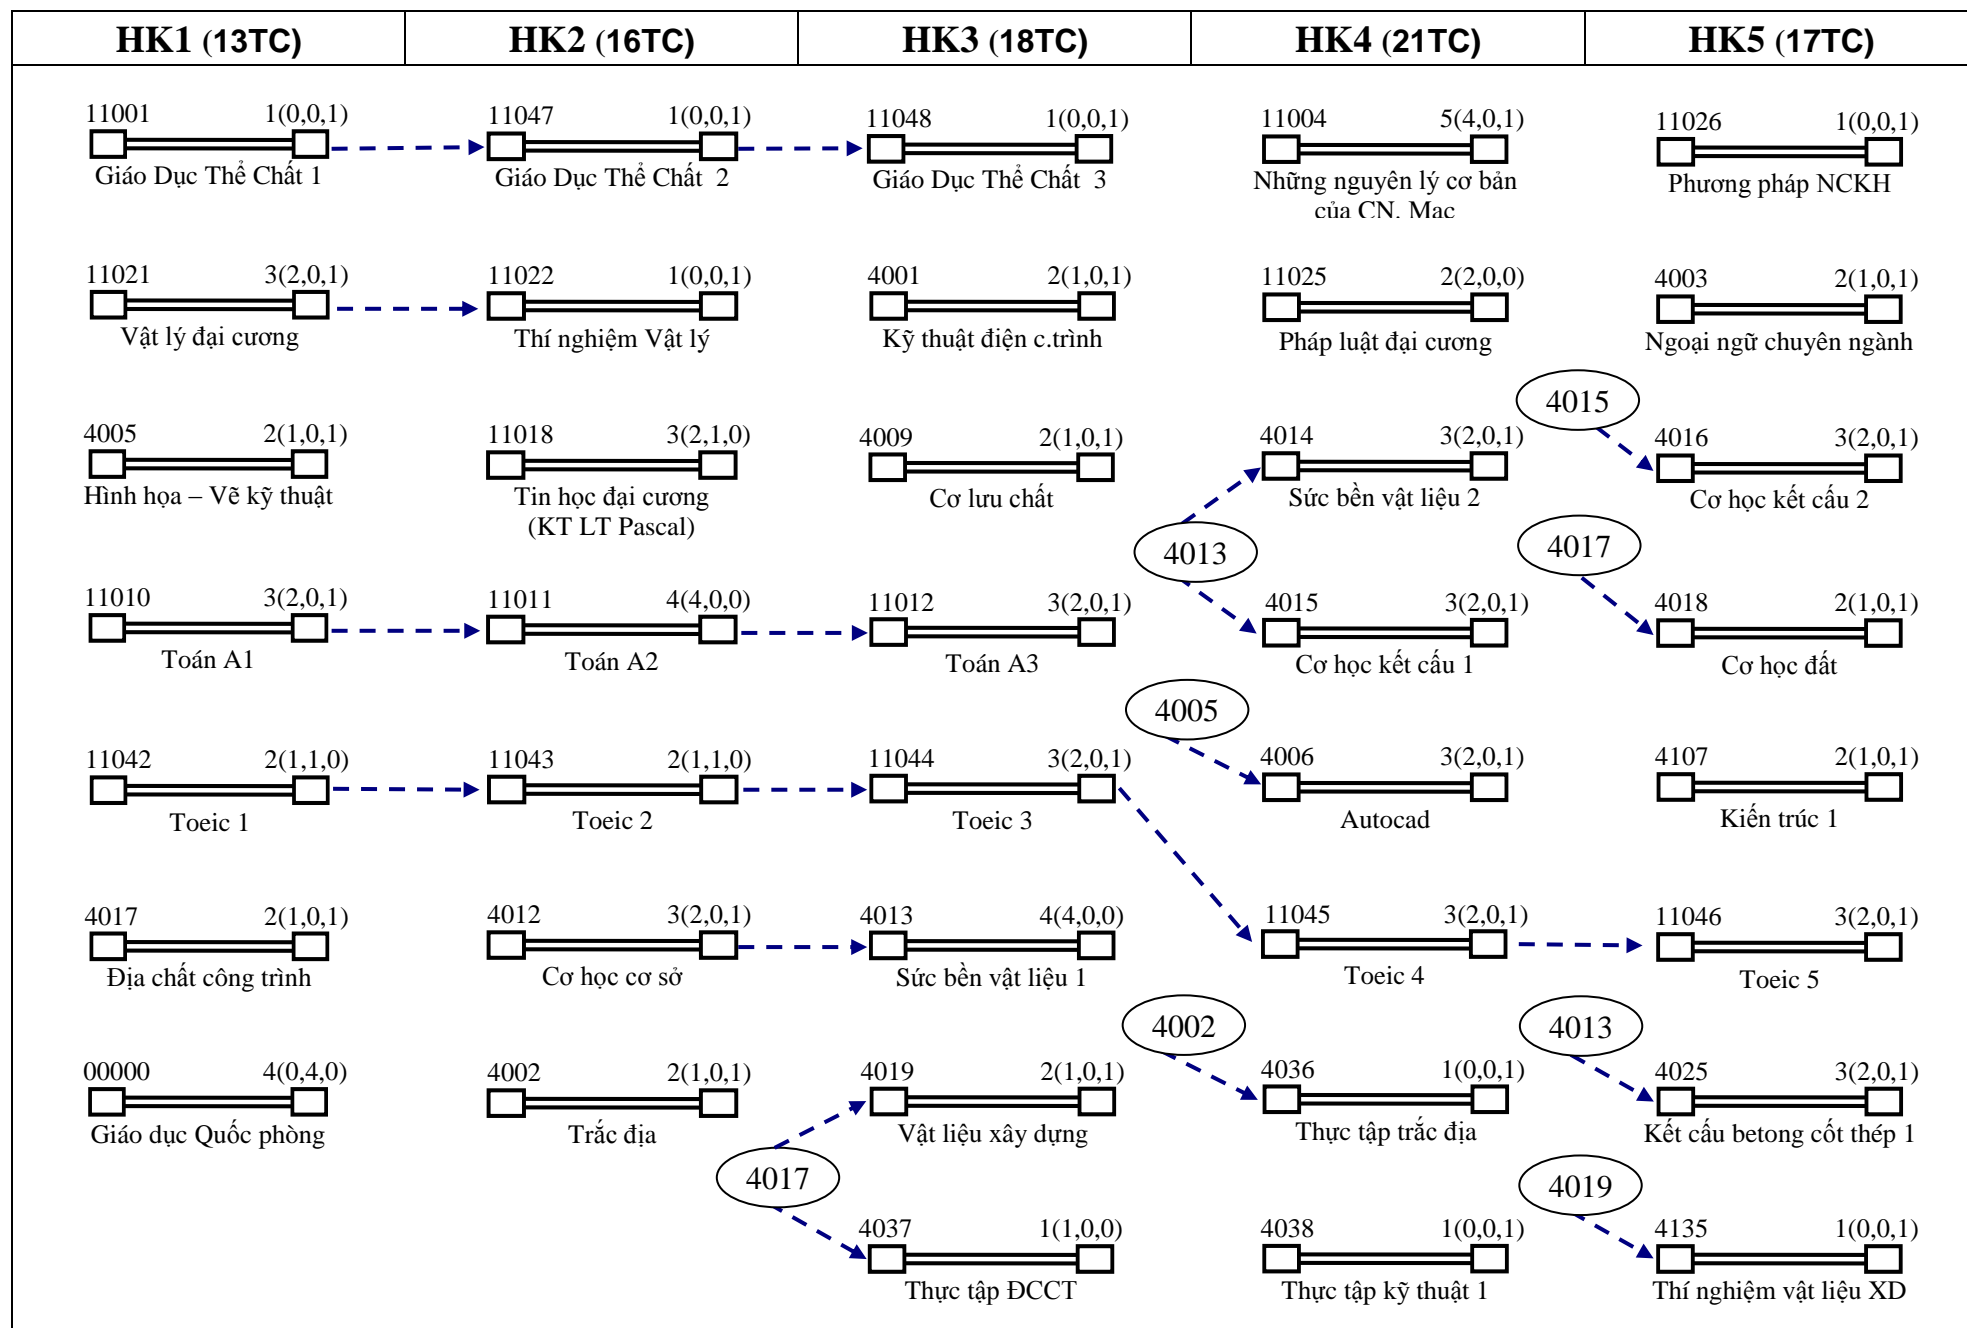 HK1 (13TC) HK2 (16TC) HK3 (18TC) HK4 (21TC) HK5 (17TC)
11001 1(0,0,1) 11047 1(0,0,1) 11048 1(0,0,1) 11004 5(4,0,1) 11026 1(0,0,1)
Giáo Dục Thể Chất 1 Giáo Dục Thể Chất 2 Giáo Dục Thể Chất 3 Những nguyên lý cơ bản Phương pháp NCKH
của CN. Mac
11021 3(2,0,1) 11022 1(0,0,1) 4001 2(1,0,1) 11025 2(2,0,0) 4003 2(1,0,1)
Vật lý đại cương Thí nghiệm Vật lý Kỹ thuật điện c.trình Pháp luật đại cương Ngoại ngữ chuyên ngành
4015
4005 2(1,0,1) 11018 3(2,1,0) 4009 2(1,0,1) 4014 3(2,0,1) 4016 3(2,0,1)
Hình họa – Vẽ kỹ thuật Tin học đại cương Cơ lưu chất Sức bền vật liệu 2 Cơ học kết cấu 2
(KT LT Pascal)
4013 4017
11010 3(2,0,1) 11011 4(4,0,0) 11012 3(2,0,1) 4015 3(2,0,1) 4018 2(1,0,1)
Toán A1 Toán A2 Toán A3 Cơ học kết cấu 1 Cơ học đất
4005
11042 2(1,1,0) 11043 2(1,1,0) 11044 3(2,0,1) 4006 3(2,0,1) 4107 2(1,0,1)
Toeic 1 Toeic 2 Toeic 3 Autocad Kiến trúc 1
4017 2(1,0,1) 4012 3(2,0,1) 4013 4(4,0,0) 11045 3(2,0,1) 11046 3(2,0,1)
Địa chất công trình Cơ học cơ sở Sức bền vật liệu 1 Toeic 4 Toeic 5
4002 4013
00000 4(0,4,0) 4002 2(1,0,1) 4019 2(1,0,1) 4036 1(0,0,1) 4025 3(2,0,1)
Giáo dục Quốc phòng Trắc địa Vật liệu xây dựng Thực tập trắc địa Kết cấu betong cốt thép 1
4017 4019
4037 1(1,0,0) 4038 1(0,0,1) 4135 1(0,0,1)
Thực tập ĐCCT Thực tập kỹ thuật 1 Thí nghiệm vật liệu XD